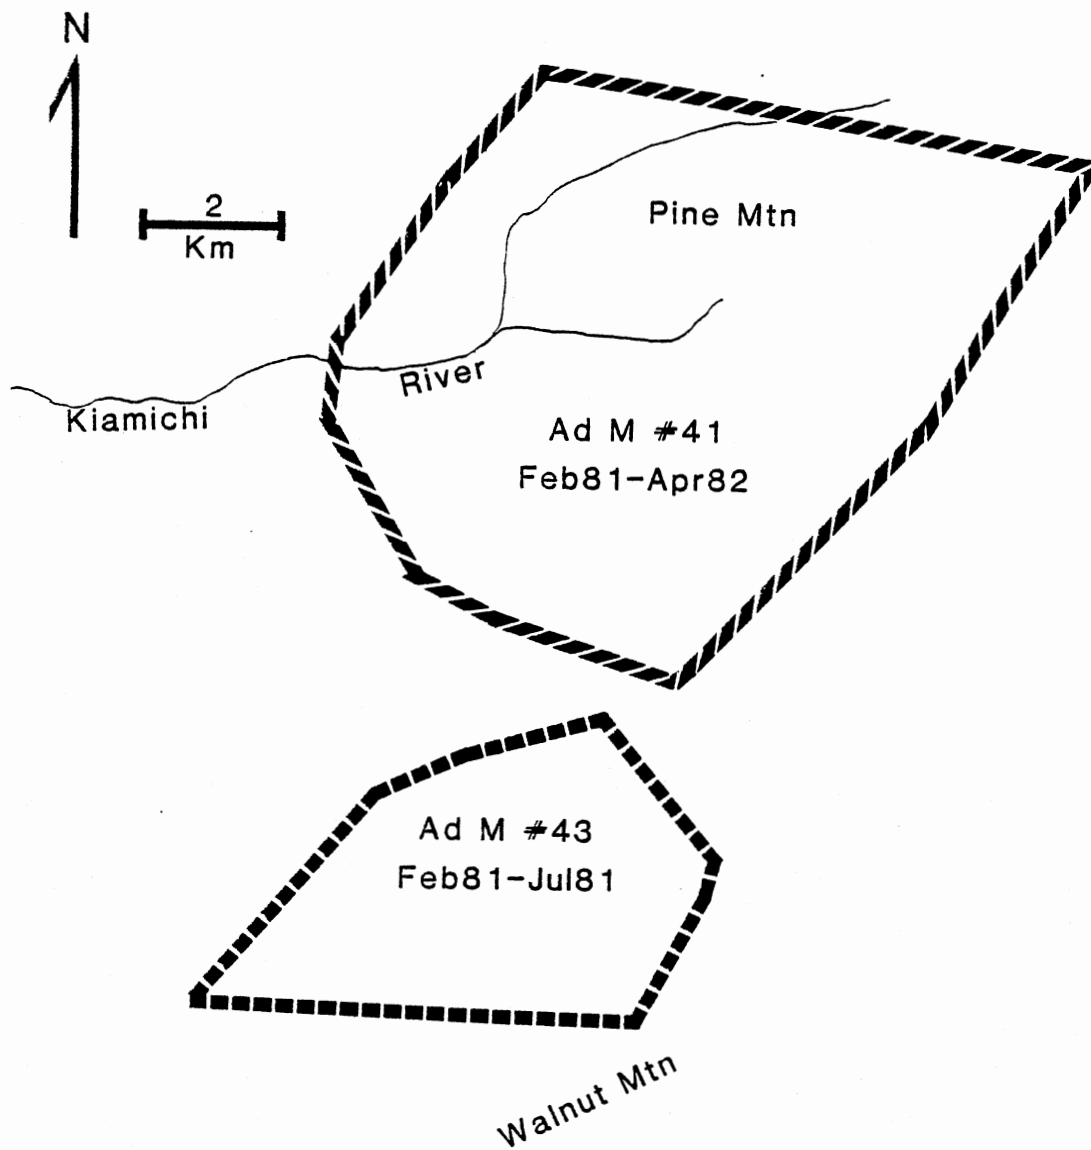 N
2
Km
Pine Mtn
River
Kiamichi
Ad M #41
Feb81-Apr82
Ad M #43
Feb81-Jul81
Walnut Mtn